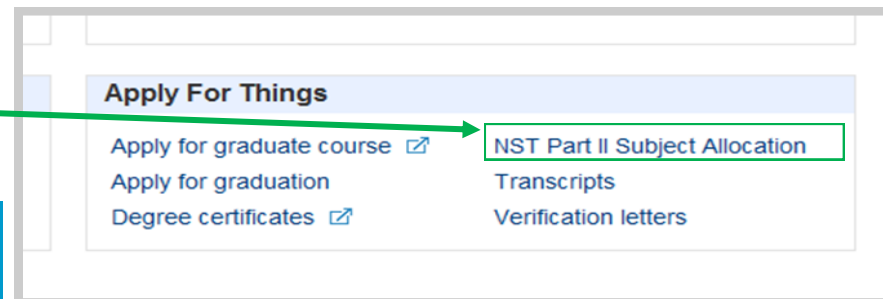 Apply For Things
Apply for graduate course
NST Part II Subject Allocation
Apply for graduation
Transcripts
Degree certificates
Verification letters